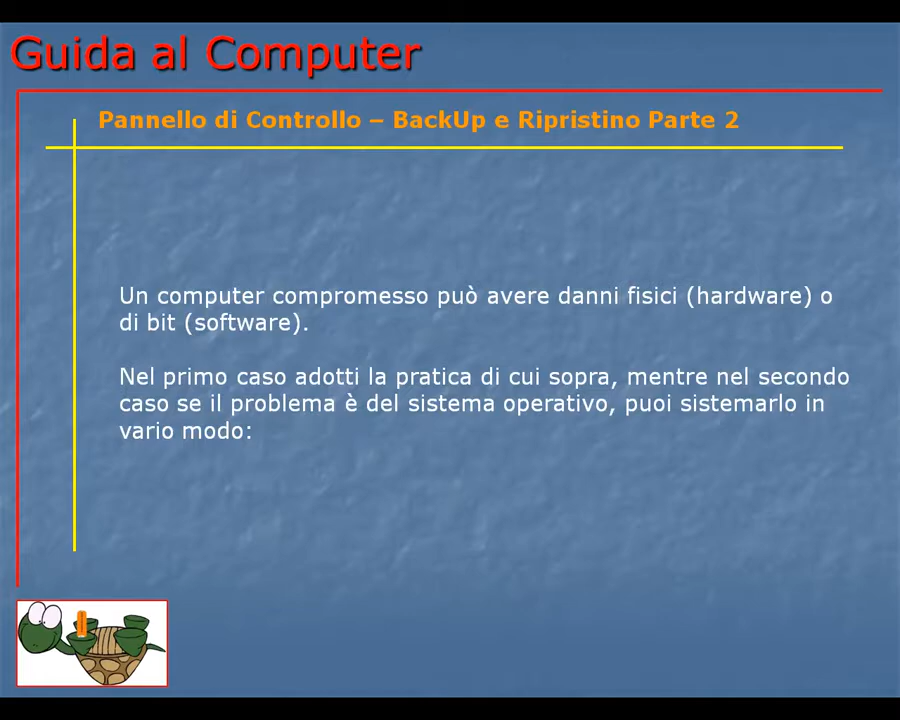 Guida al Computer
Pannello di Controllo – BackUp e Ripristino Parte 2
Un computer compromesso può avere danni fisici (hardware) o
di bit (software).
Nel primo caso adotti la pratica di cui sopra, mentre nel secondo
caso se il problema è del sistema operativo, puoi sistemarlo in
vario modo: